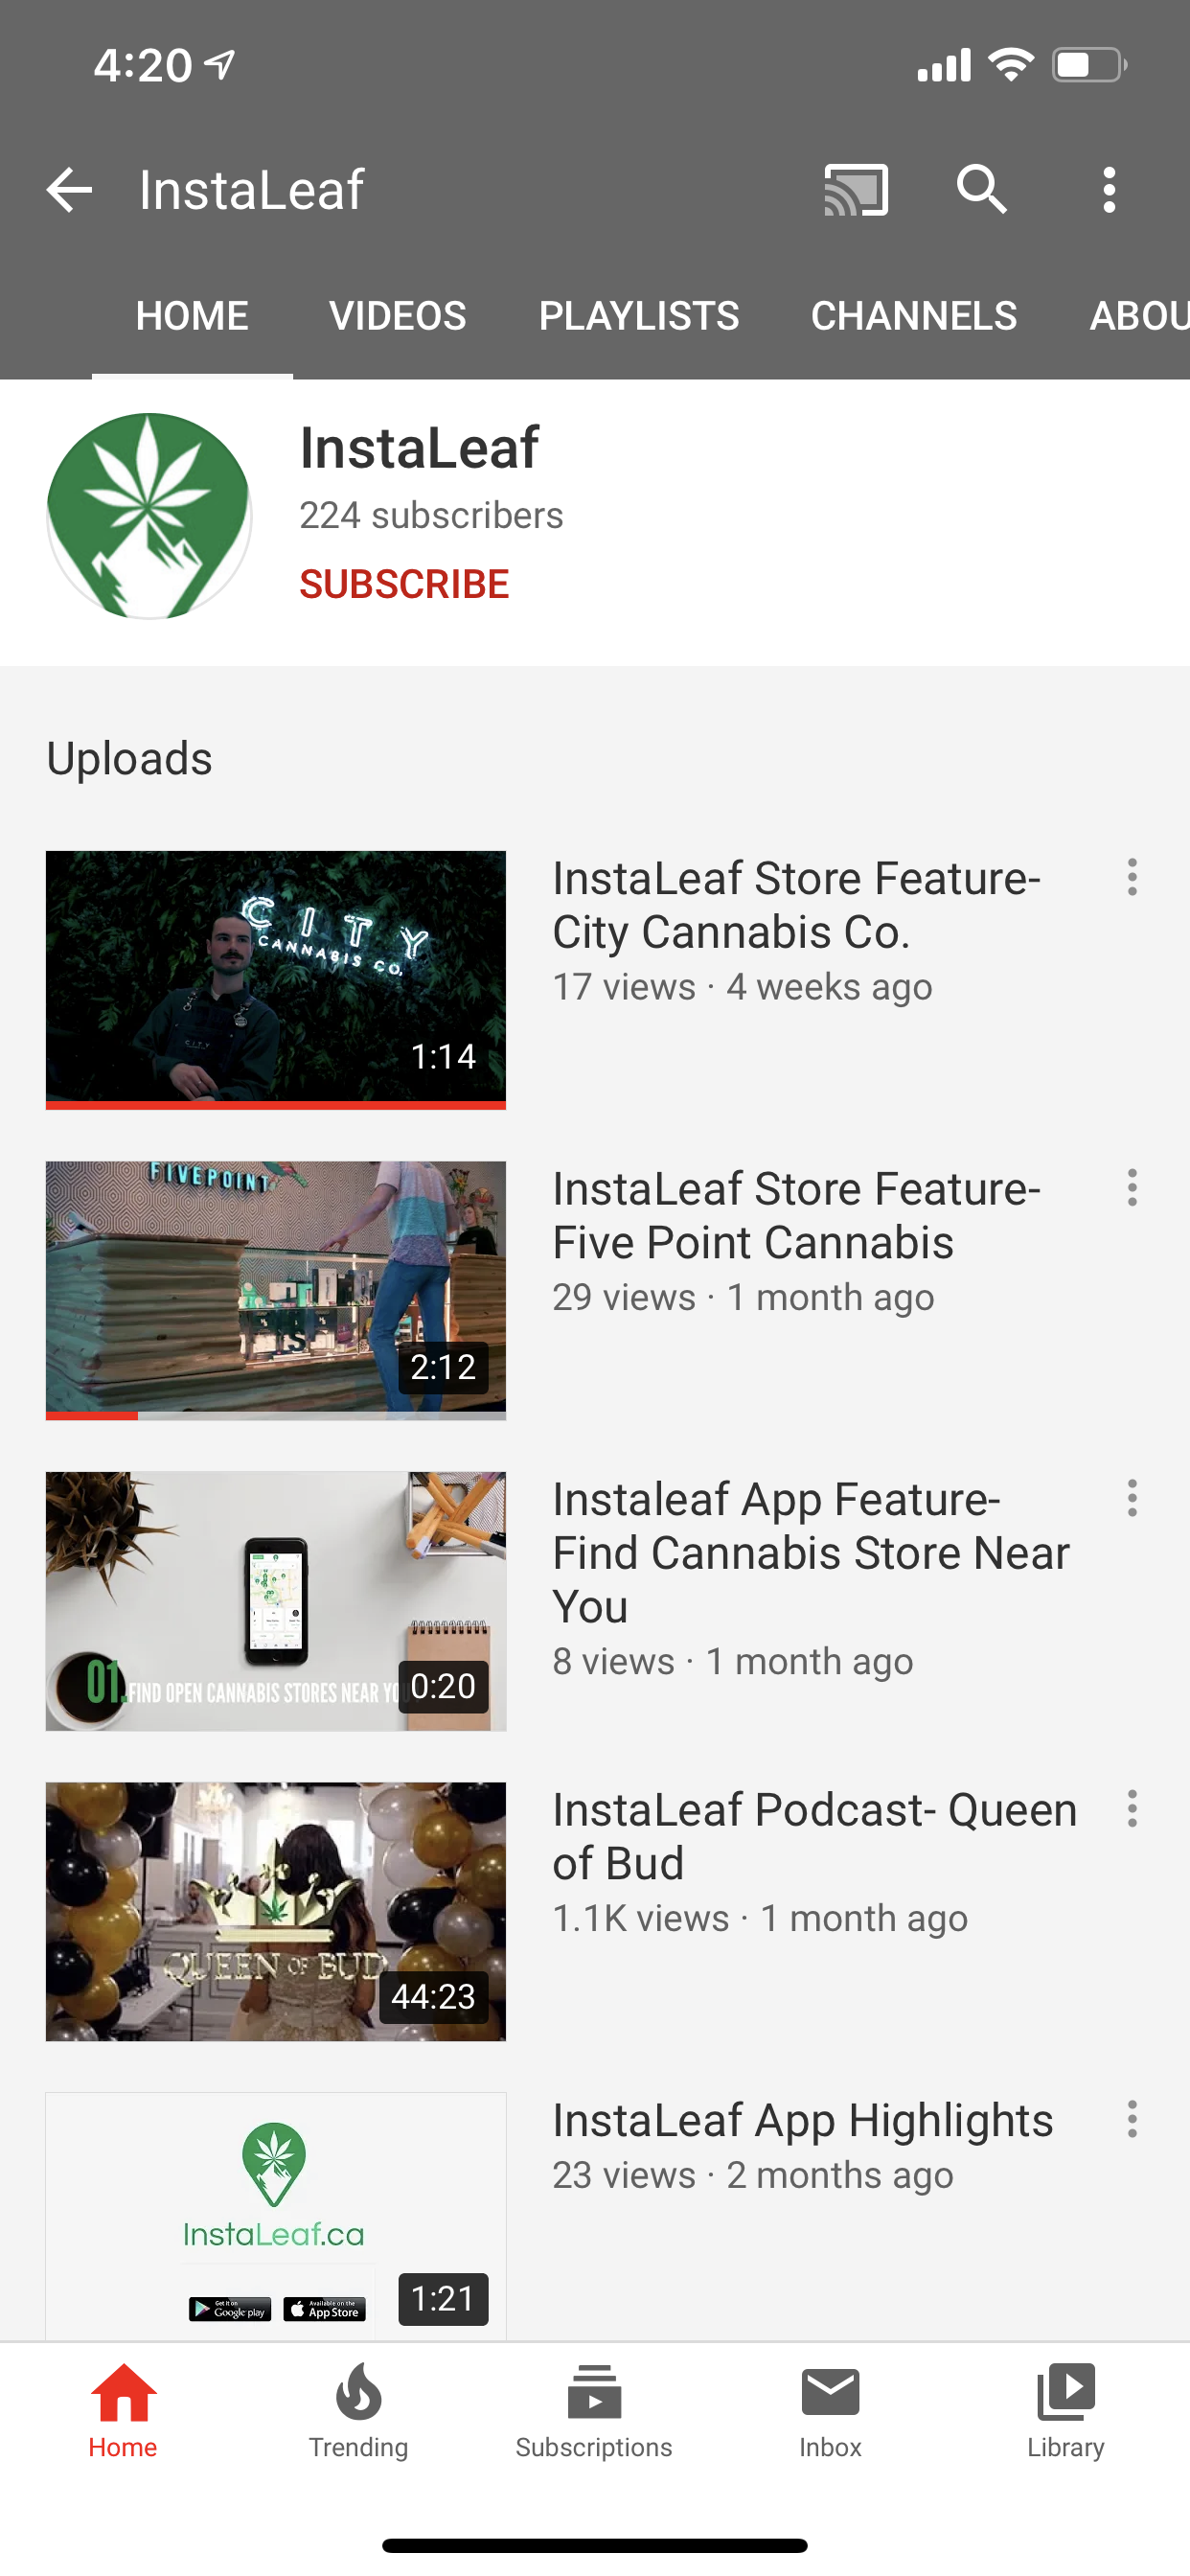 4:20
InstaLeaf
HOME VIDEOS PLAYLISTS CHANNELS ABOU
InstaLeaf
224 subscribers
SUBSCRIBE
Uploads
CITY
CANNABIS CO.
CITY
1:14
InstaLeaf Store Feature-
City Cannabis Co.
17 views · 4 weeks ago
FIVEPOINT
2:12
InstaLeaf Store Feature-
Five Point Cannabis
29 views · 1 month ago
01.FIND OPEN CANNABIS STORES NEAR YO
0:20
Instaleaf App Feature-
Find Cannabis Store Near
You
8 views · 1 month ago
QUEEN OF BUD
44:23
InstaLeaf Podcast- Queen
of Bud
1.1K views · 1 month ago
InstaLeaf.ca
Get it on
Google play
Available on the
App Store
1:21
InstaLeaf App Highlights
23 views · 2 months ago
Home Trending Subscriptions Inbox Library